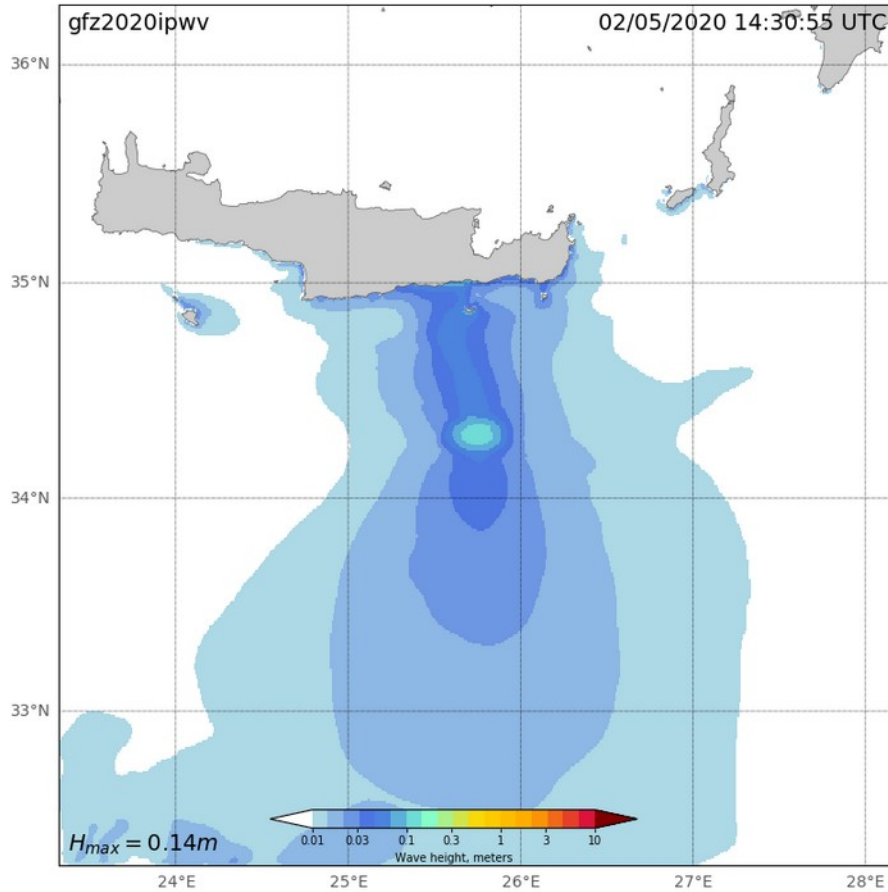 gfz2020ipwv 02/05/2020 14:30:55 UTC
36°N
35°N
34°N
33°N
H_max = 0.14m
0.01 0.03 0.1 0.3 1 3 10
Wave height, meters
24°E 25°E 26°E 27°E 28°E